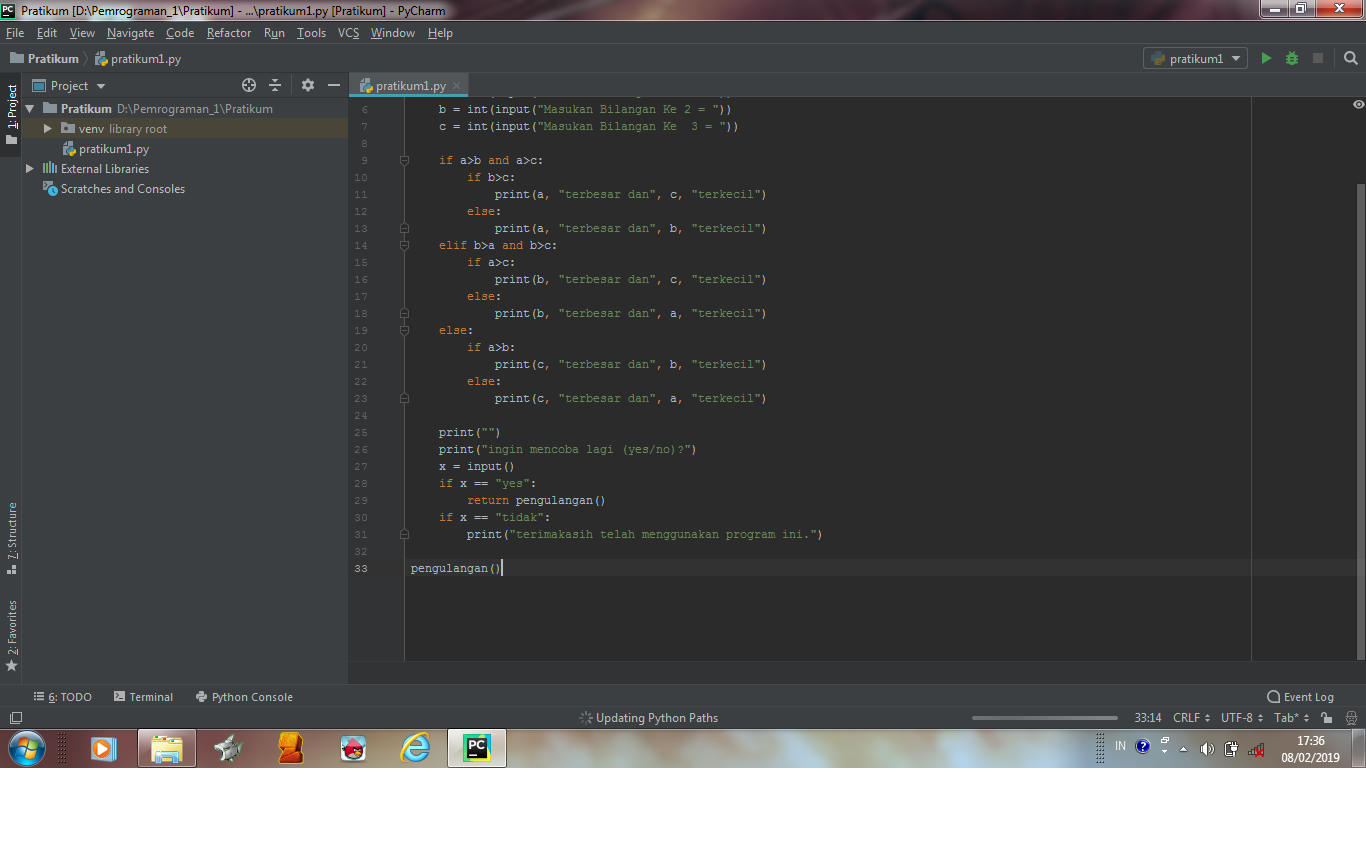 Pratikum [D:\Pemrograman_1\Pratikum] - ...\pratikum1.py [Pratikum] - PyCharm
File Edit View Navigate Code Refactor Run Tools VCS Window Help
Pratikum pratikum1.py pratikum1
1: Project
Project
pratikum1.py
Pratikum D:\Pemrograman_1\Pratikum
venv library root
pratikum1.py
External Libraries
Scratches and Consoles
6 b = int(input("Masukan Bilangan Ke 2 = "))
7 c = int(input("Masukan Bilangan Ke  3 = "))
8
9 if a>b and a>c:
10 if b>c:
11 print(a, "terbesar dan", c, "terkecil")
12 else:
13 print(a, "terbesar dan", b, "terkecil")
14 elif b>a and b>c:
15 if a>c:
16 print(b, "terbesar dan", c, "terkecil")
17 else:
18 print(b, "terbesar dan", a, "terkecil")
19 else:
20 if a>b:
21 print(c, "terbesar dan", b, "terkecil")
22 else:
23 print(c, "terbesar dan", a, "terkecil")
24
25 print("")
26 print("ingin mencoba lagi (yes/no)?")
27 x = input()
28 if x == "yes":
29 return pengulangan()
30 if x == "tidak":
31 print("terimakasih telah menggunakan program ini.")
32
33 pengulangan()
7: Structure
2: Favorites
6: TODO Terminal Python Console Event Log
Updating Python Paths 33:14 CRLF UTF-8 Tab*
PC IN 17:36
08/02/2019